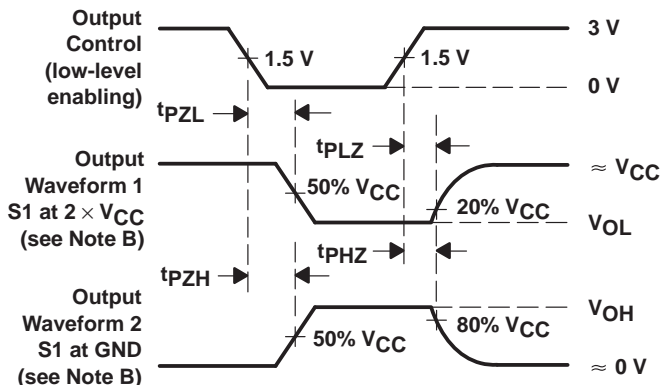 Output
Control
(low-level
enabling)
1.5 V
1.5 V
3 V
0 V
tPZL
tPLZ
Output
Waveform 1
S1 at 2 × VCC
(see Note B)
50% VCC
20% VCC
≈ VCC
VOL
tPZH
tPHZ
Output
Waveform 2
S1 at GND
(see Note B)
50% VCC
80% VCC
VOH
≈ 0 V